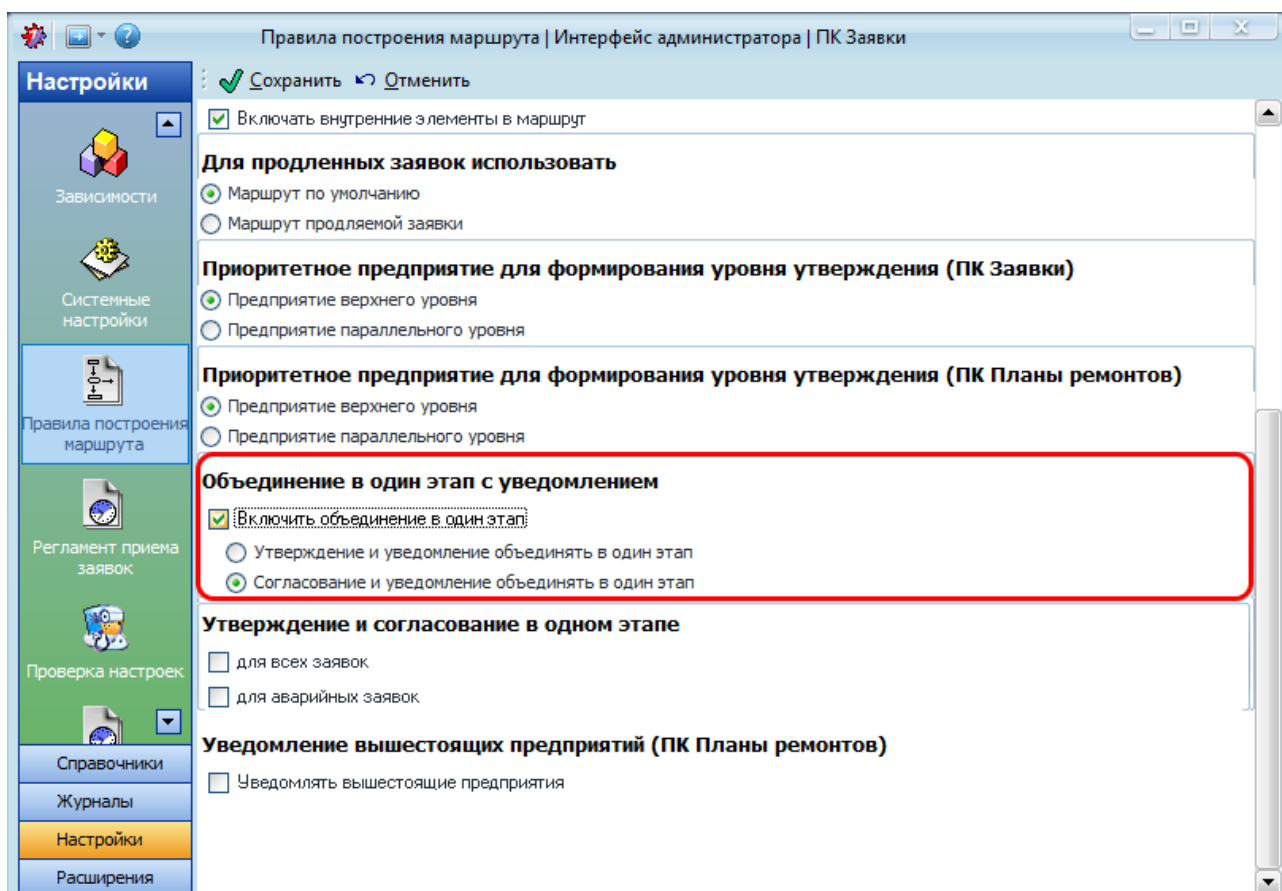 Правила построения маршрута | Интерфейс администратора | ПК Заявки
Настройки
Сохранить
Отменить
Зависимости
Системные
настройки
Правила построения
маршрута
Регламент приема
заявок
Проверка настроек
Справочники
Журналы
Настройки
Расширения
Включать внутренние элементы в маршрут
Для продленных заявок использовать
Маршрут по умолчанию
Маршрут продляемой заявки
Приоритетное предприятие для формирования уровня утверждения (ПК Заявки)
Предприятие верхнего уровня
Предприятие параллельного уровня
Приоритетное предприятие для формирования уровня утверждения (ПК Планы ремонтов)
Предприятие верхнего уровня
Предприятие параллельного уровня
Объединение в один этап с уведомлением
Включить объединение в один этап
Утверждение и уведомление объединять в один этап
Согласование и уведомление объединять в один этап
Утверждение и согласование в одном этапе
для всех заявок
для аварийных заявок
Уведомление вышестоящих предприятий (ПК Планы ремонтов)
Уведомлять вышестоящие предприятия